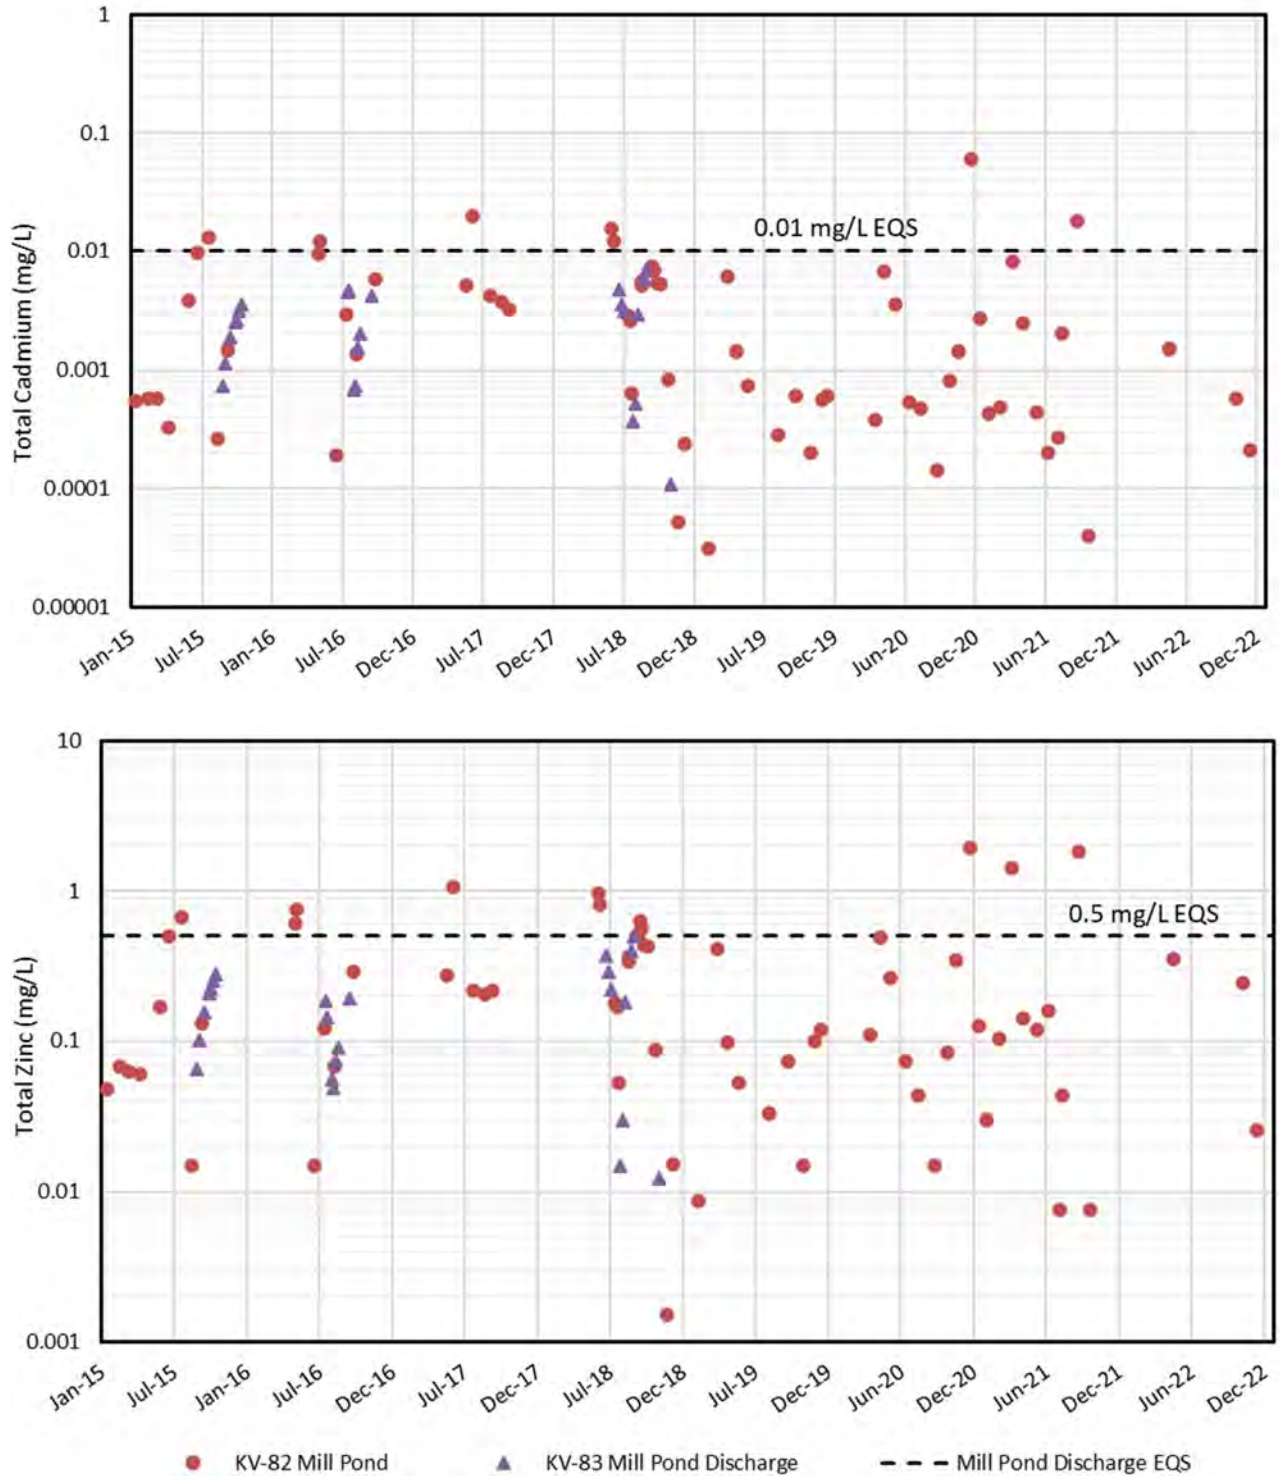 1
0.1
0.01
0.001
0.0001
0.00001
Total Cadmium (mg/L)
0.01 mg/L EQS
Jan-15 Jul-15 Jan-16 Jul-16 Dec-16 Jul-17 Dec-17 Jul-18 Dec-18 Jul-19 Dec-19 Jun-20 Dec-20 Jun-21 Dec-21 Jun-22 Dec-22
10
1
0.1
0.01
0.001
Total Zinc (mg/L)
0.5 mg/L EQS
Jan-15 Jul-15 Jan-16 Jul-16 Dec-16 Jul-17 Dec-17 Jul-18 Dec-18 Jul-19 Dec-19 Jun-20 Dec-20 Jun-21 Dec-21 Jun-22 Dec-22
KV-82 Mill Pond KV-83 Mill Pond Discharge Mill Pond Discharge EQS